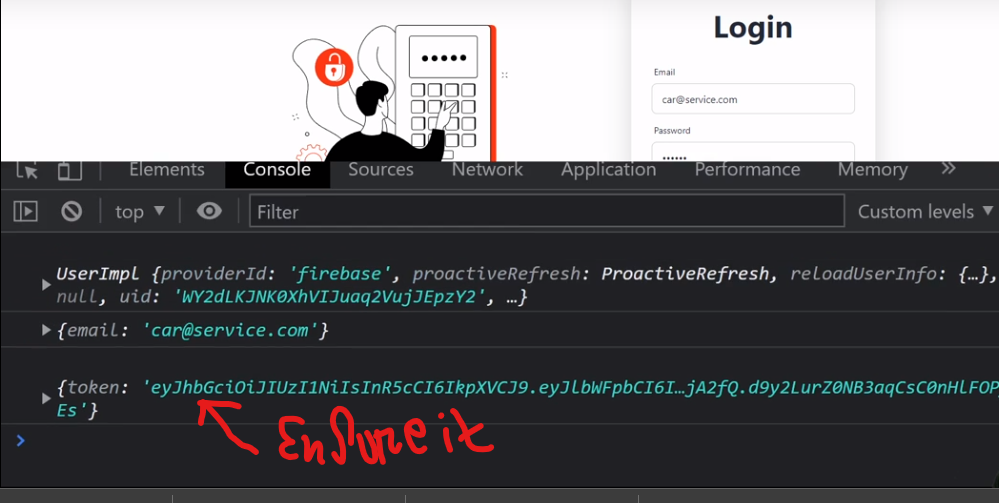 Login
Email
car@service.com
Password
Elements Console Sources Network Application Performance Memory »
top ▼ Filter Custom levels ▼
UserImpl {providerId: 'firebase', proactiveRefresh: ProactiveRefresh, reloadUserInfo: {…},
null, uid: 'WY2dLKJNK0XhVIJuaq2VujJEpzY2', …}
{email: 'car@service.com'}
{token: 'eyJhbGciOiJIUzI1NiIsInR5cCI6IkpXVCJ9.eyJlbWFpbCI6I…jA2fQ.d9y2LurZ0NB3aqCsC0nHlFOP
Es'}
Ensure it